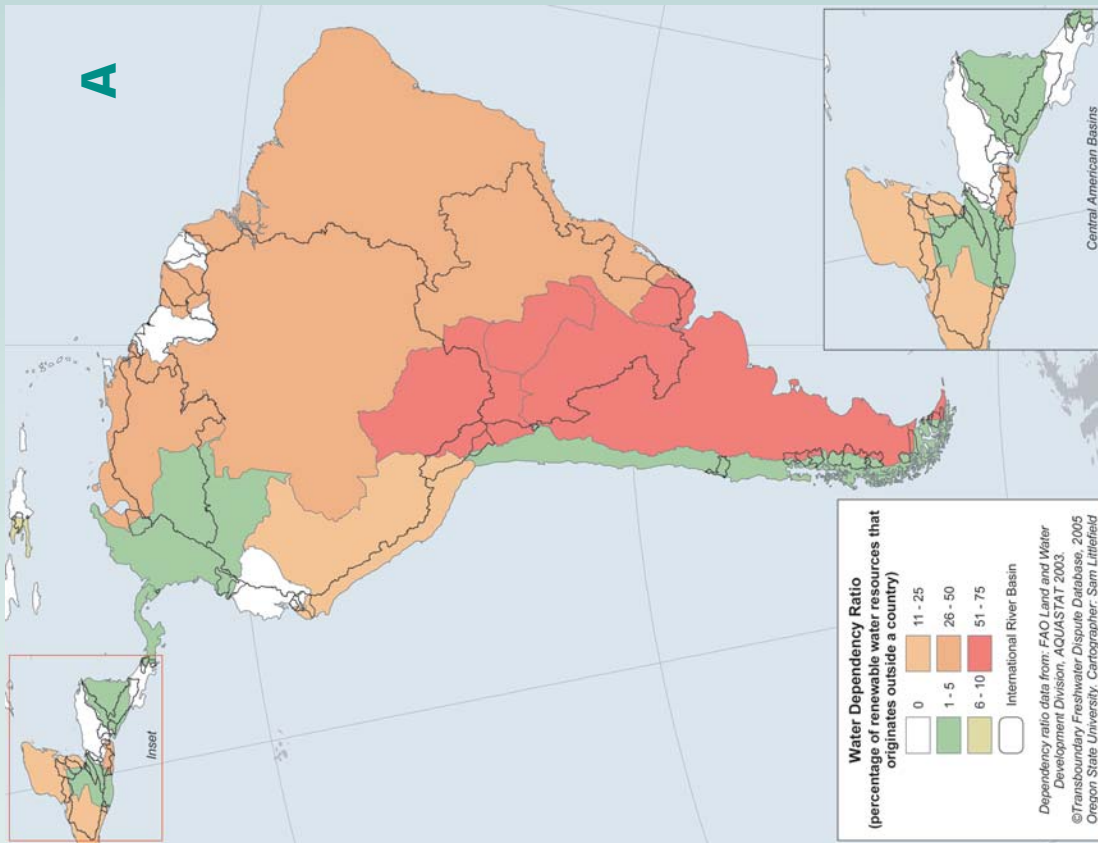 A
Inset
Water Dependency Ratio
(percentage of renewable water resources that
originates outside a country)
0
11 - 25
1 - 5
26 - 50
6 - 10
51 - 75
International River Basin
Dependency ratio data from: FAO Land and Water
Development Division, AQUASTAT 2003.
©Transboundary Freshwater Dispute Database, 2005
Oregon State University. Cartographer: Sam Littlefield
Central American Basins